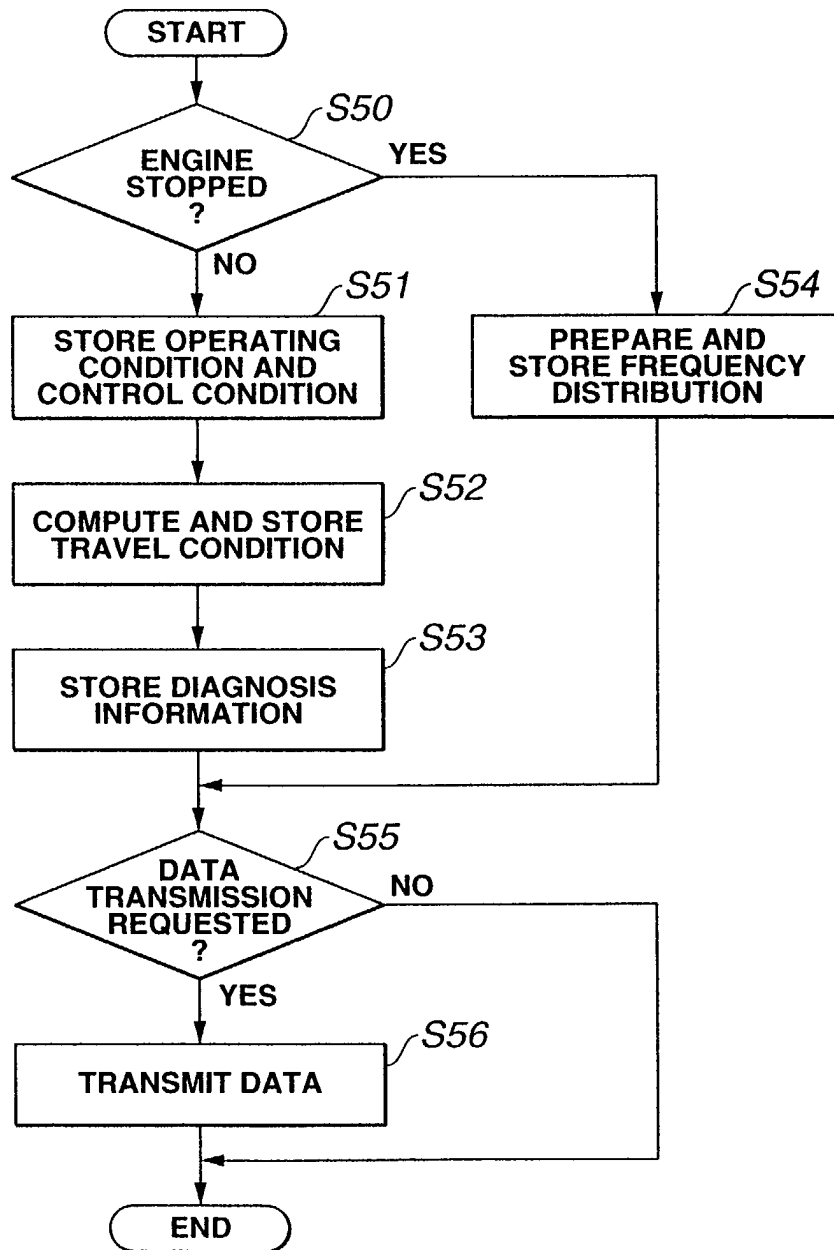 START
S50
ENGINE
STOPPED
?
YES
NO
S51
STORE OPERATING
CONDITION AND
CONTROL CONDITION
S54
PREPARE AND
STORE FREQUENCY
DISTRIBUTION
S52
COMPUTE AND STORE
TRAVEL CONDITION
S53
STORE DIAGNOSIS
INFORMATION
S55
DATA
TRANSMISSION
REQUESTED
?
NO
YES
S56
TRANSMIT DATA
END